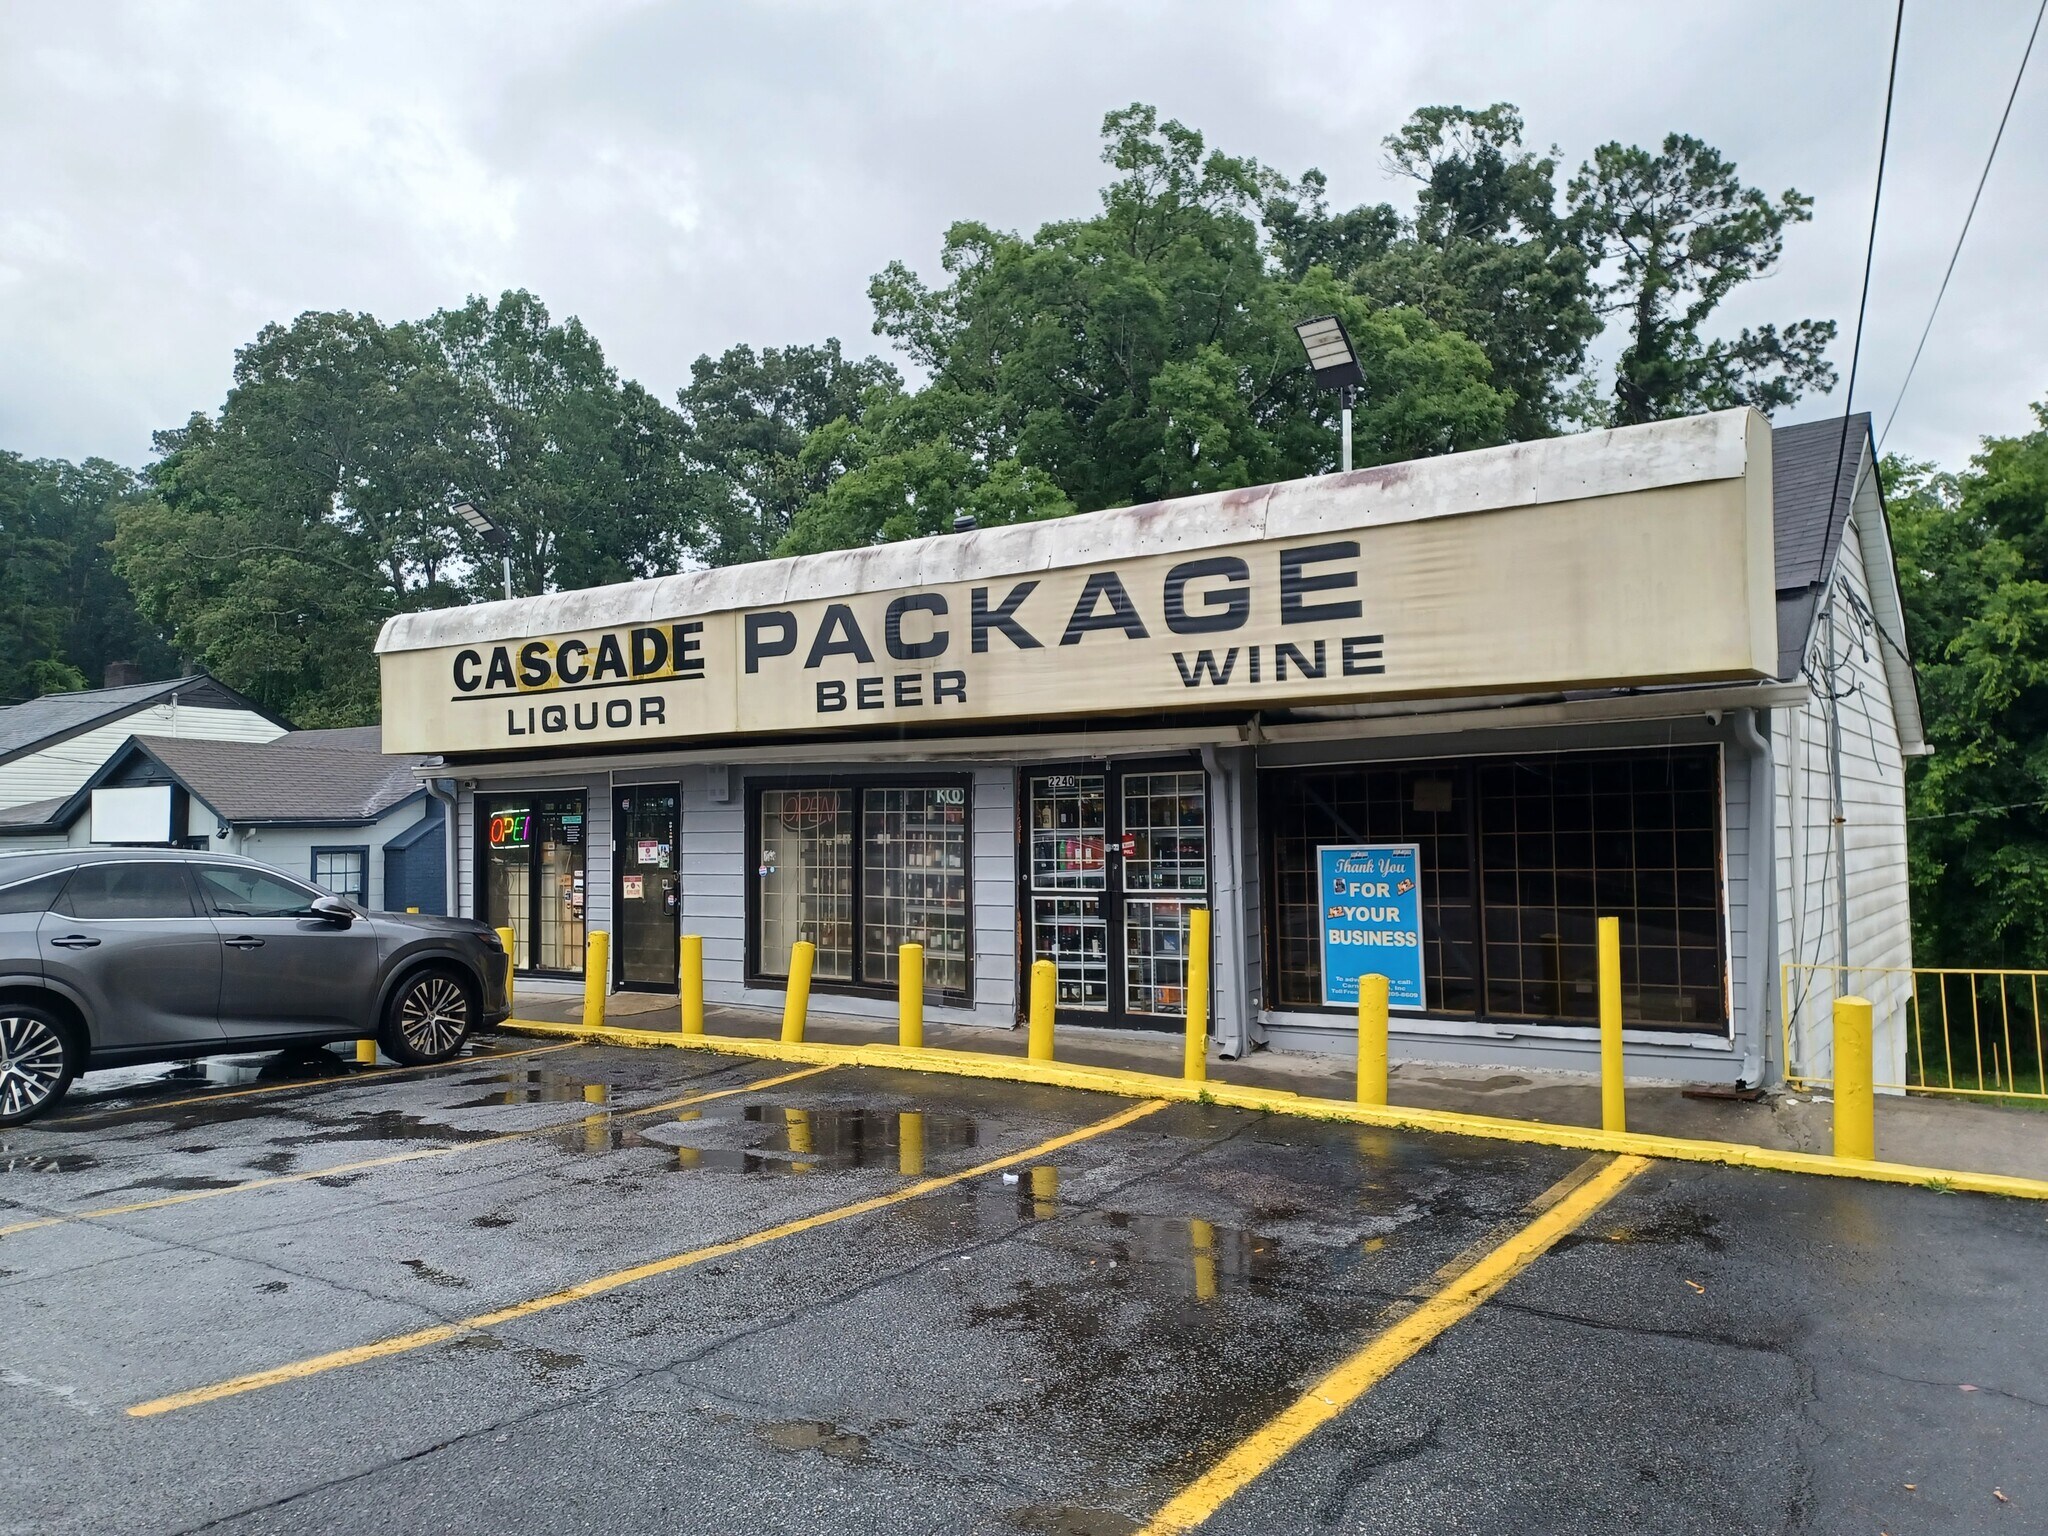 CASCADE PACKAGE
LIQUOR BEER WINE
OPEN
OPEN
2240
Thank You
FOR
YOUR
BUSINESS